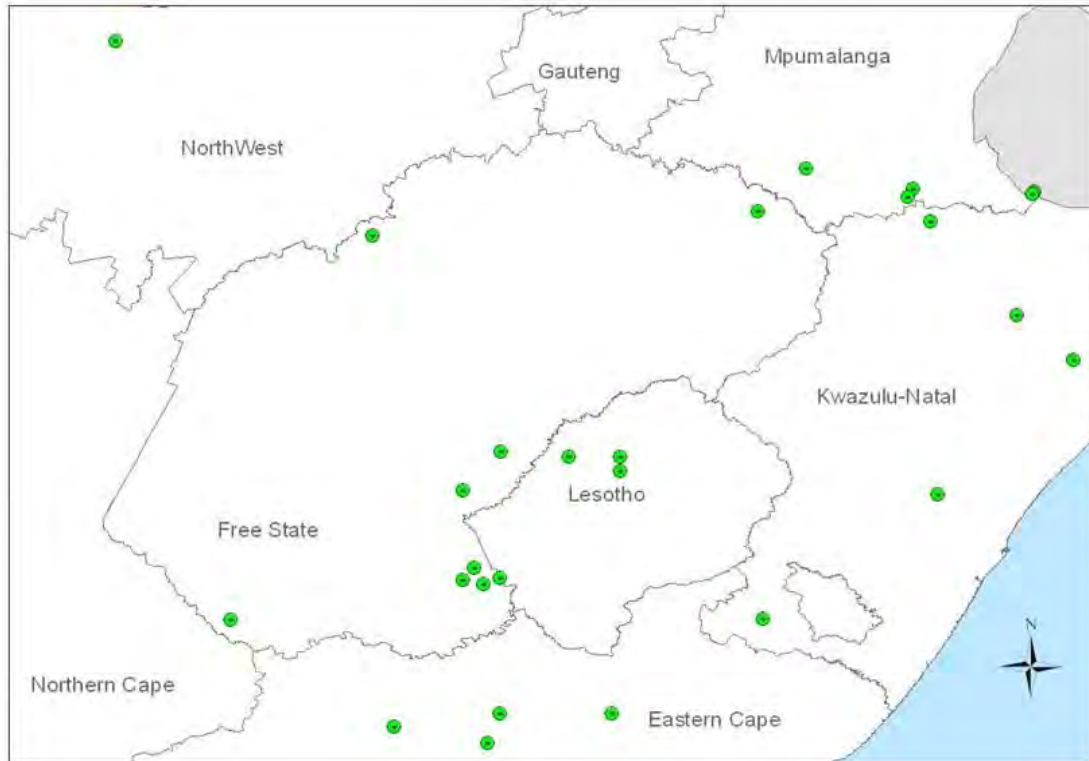 Mpumalanga
Gauteng
NorthWest
Kwazulu-Natal
Lesotho
Free State
N
Northern Cape
Eastern Cape